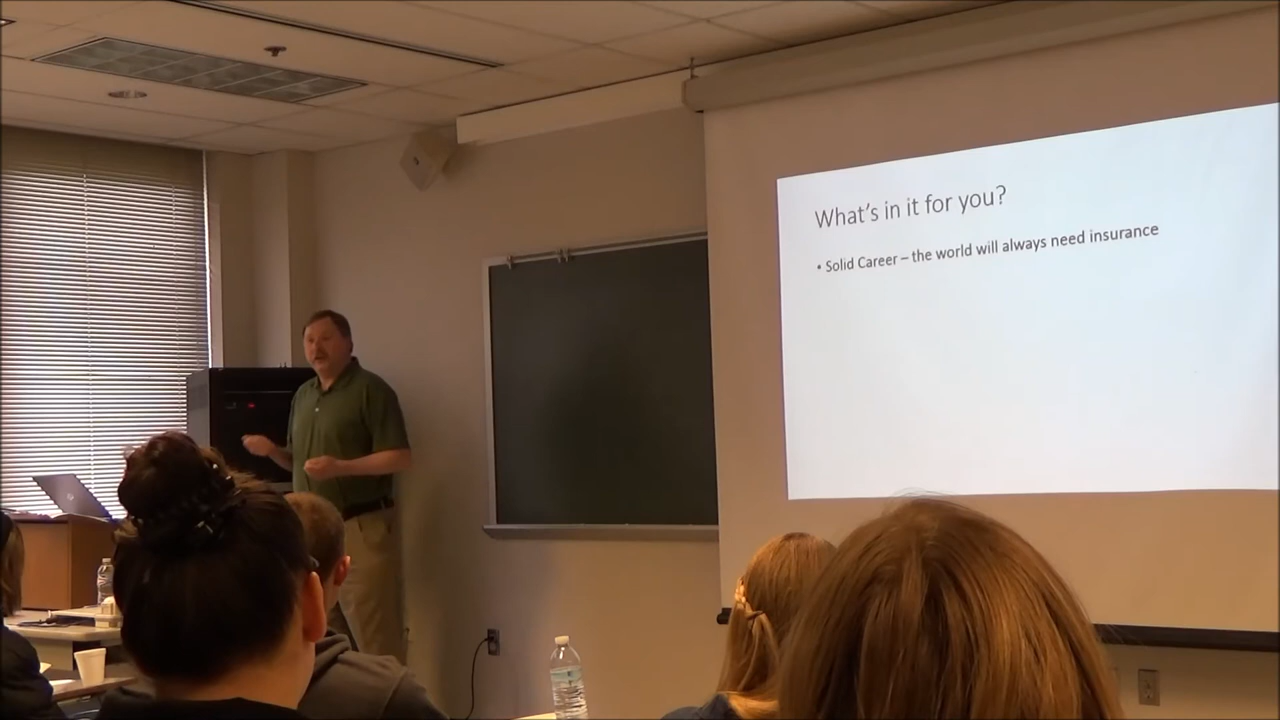 What's in it for you?
• Solid Career – the world will always need insurance